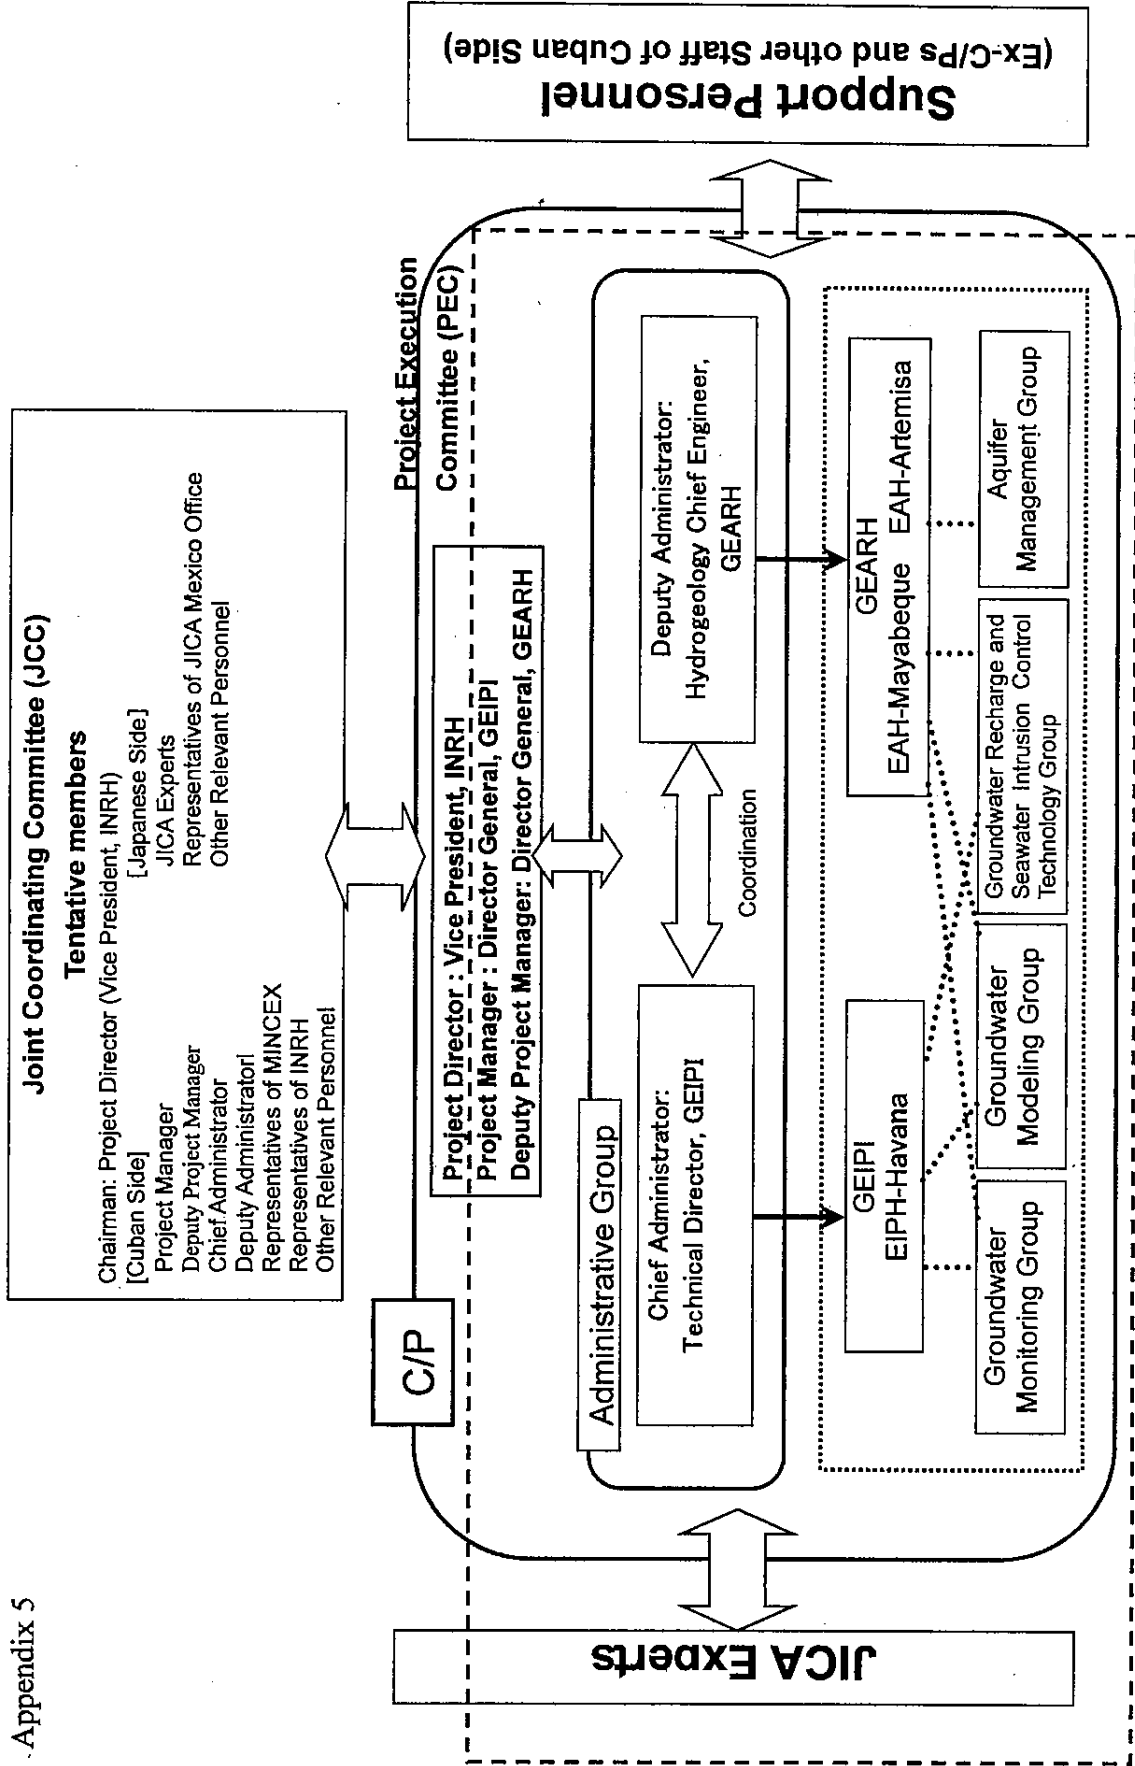 Appendix 5
Joint Coordinating Committee (JCC)
Tentative members
Chairman: Project Director (Vice President, INRH)
[Cuban Side]
Project Manager
Deputy Project Manager
Chief Administrator
Deputy Administratorl
Representatives of MINCEX
Representatives of INRH
Other Relevant Personnel
[Japanese Side]
JICA Experts
Representatives of JICA Mexico Office
Other Relevant Personnel
C/P
Project Execution
Committee (PEC)
Project Director : Vice President, INRH
Project Manager : Director General, GEIPI
Deputy Project Manager: Director General, GEARH
Administrative Group
Chief Administrator:
Technical Director, GEIPI
Coordination
Deputy Administrator:
Hydrogeology Chief Engineer,
GEARH
GEIPI
EIPH-Havana
GEARH
EAH-Mayabeque EAH-Artemisa
Groundwater
Monitoring Group
Groundwater
Modeling Group
Groundwater Recharge and
Seawater Intrusion Control
Technology Group
Aquifer
Management Group
JICA Experts
Support Personnel
(Ex-C/Ps and other Staff of Cuban Side)